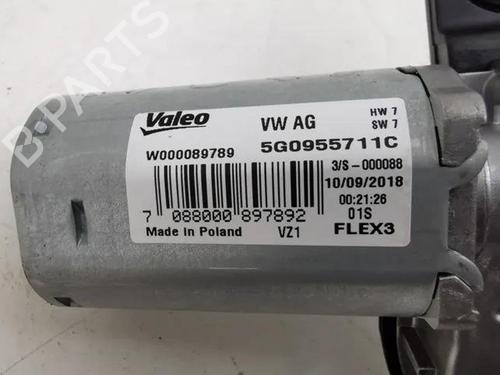 Valeo
VW AG
HW 7
SW 7
W000089789
5G0955711C
3/S-000088
10/09/2018
00:21:26
7 088000 897892
01S
Made in Poland
VZ1
FLEX3
B-PARTS